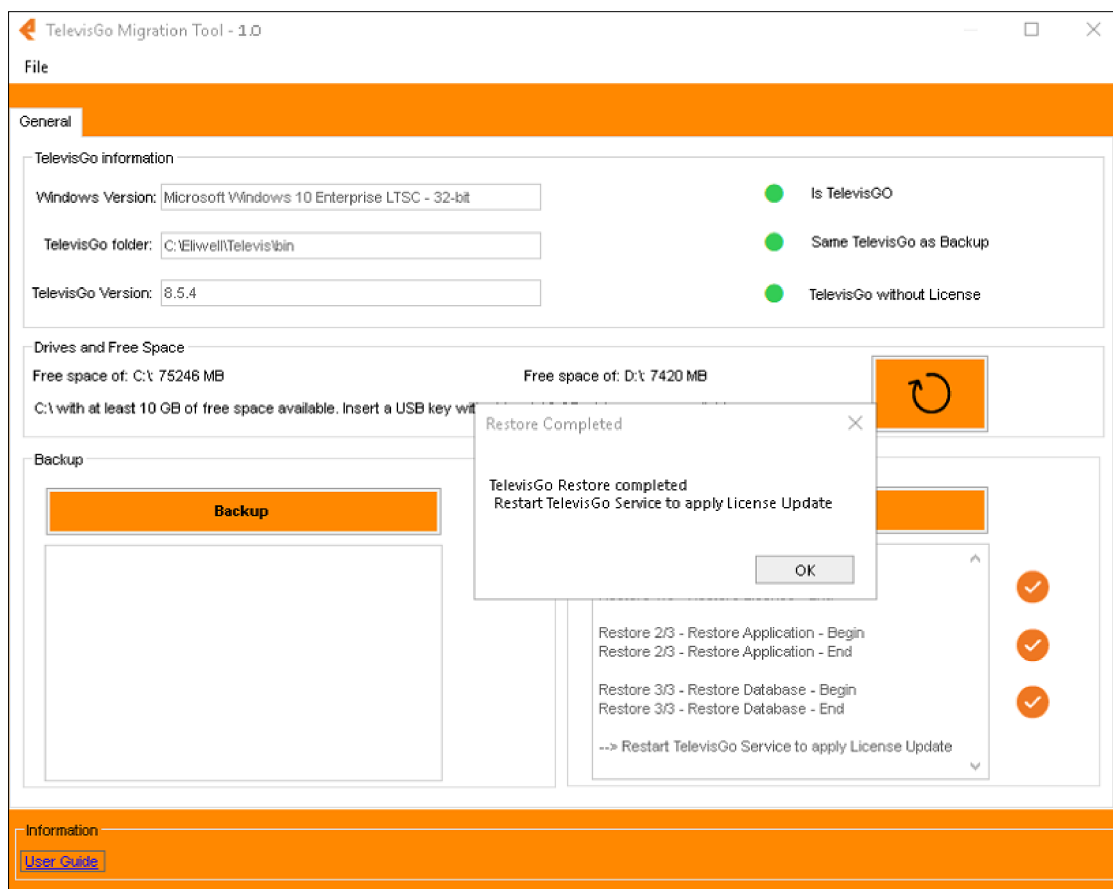 TelevisGo Migration Tool - 1.0
File
General
TelevisGo information
Windows Version: Microsoft Windows 10 Enterprise LTSC - 32-bit
Is TelevisGO
TelevisGo folder: C:\Eliwell\Televis\bin
Same TelevisGo as Backup
TelevisGo Version: 8.5.4
TelevisGo without License
Drives and Free Space
Free space of: C:\: 75246 MB
Free space of: D:\: 7420 MB
C:\ with at least 10 GB of free space available. Insert a USB key
Restore Completed
TelevisGo Restore completed
Restart TelevisGo Service to apply License Update
OK
Backup
Backup
Restore 2/3 - Restore Application - Begin
Restore 2/3 - Restore Application - End
Restore 3/3 - Restore Database - Begin
Restore 3/3 - Restore Database - End
--> Restart TelevisGo Service to apply License Update
Information
User Guide